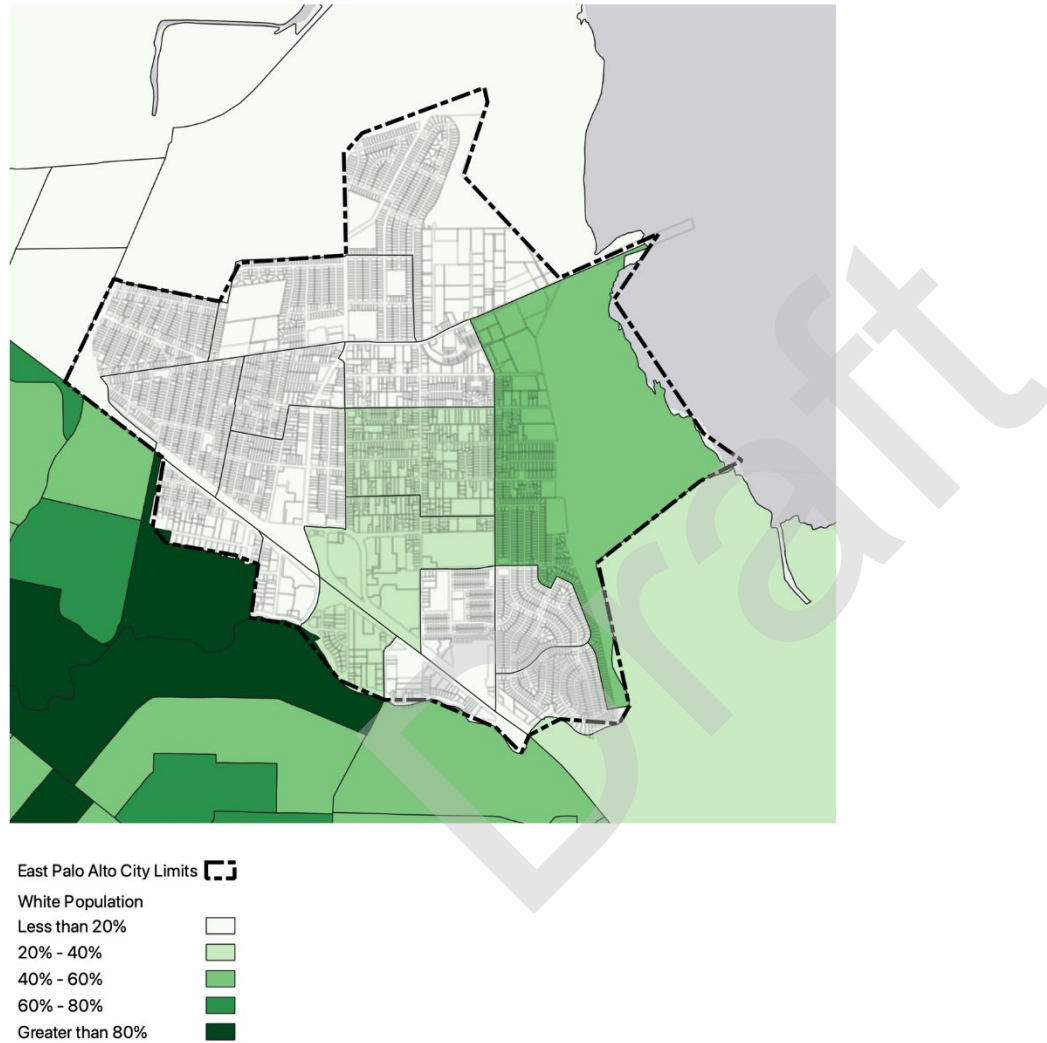 Draft
East Palo Alto City Limits
White Population
Less than 20%
20% - 40%
40% - 60%
60% - 80%
Greater than 80%